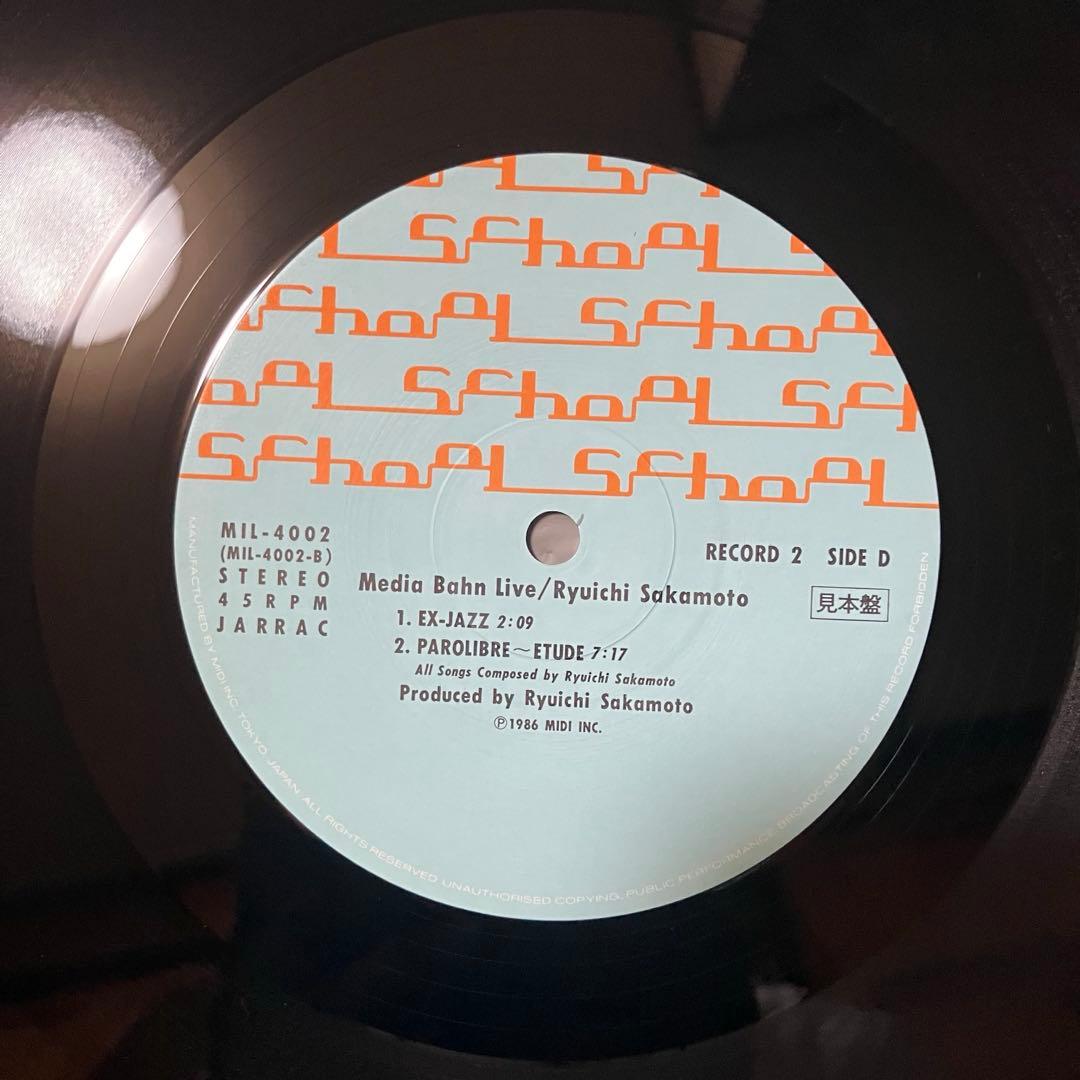 School
School School
School School School
School School
MIL-4002
(MIL-4002-B)
STEREO
45RPM
JARRAC
RECORD 2 SIDE D
見本盤
Media Bahn Live/Ryuichi Sakamoto
1. EX-JAZZ 2:09
2. PAROLIBRE～ETUDE 7:17
All Songs Composed by Ryuichi Sakamoto
Produced by Ryuichi Sakamoto
Ⓟ1986 MIDI INC.
MANUFACTURED BY MIDI INC. TOKYO JAPAN. ALL RIGHTS RESERVED UNAUTHORISED COPYING, PUBLIC PERFORMANCE BROADCASTING OF THIS RECORD FORBIDDEN